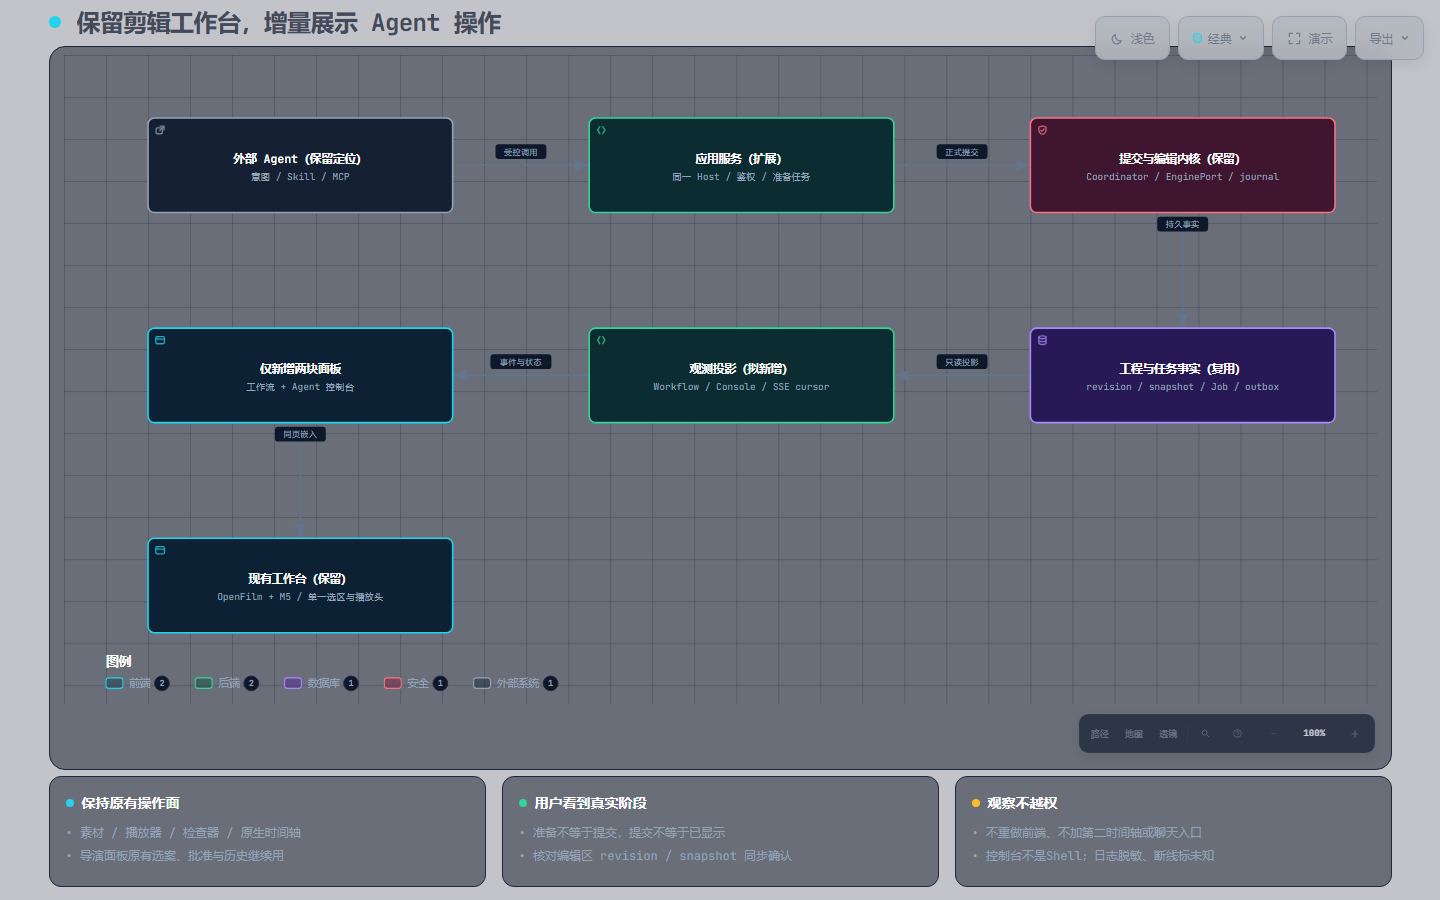 保留剪辑工作台，增量展示 Agent 操作
浅色
经典
演示
导出
外部 Agent（保留定位）
意图 / Skill / MCP
受控调用
应用服务（扩展）
同一 Host / 鉴权 / 准备任务
正式提交
提交与编辑内核（保留）
Coordinator / EnginePort / journal
持久事实
仅新增两块面板
工作流 + Agent 控制台
事件与状态
观测投影（拟新增）
Workflow / Console / SSE cursor
只读投影
工程与任务事实（复用）
revision / snapshot / Job / outbox
网页嵌入
现有工作台（保留）
OpenFilm + M5 / 单一选区与播放头
图例
前端 2
后端 2
数据库 1
安全 1
外部系统 1
路径
地图
透镜
100%
保持原有操作面
• 素材 / 播放器 / 检查器 / 原生时间轴
• 导演面板原有选案、批准与历史继续用
用户看到真实阶段
• 准备不等于提交，提交不等于已显示
• 核对编辑区 revision / snapshot 同步确认
观察不越权
• 不重做前端、不加第二时间轴或聊天入口
• 控制台不是Shell；日志脱敏、断线标未知